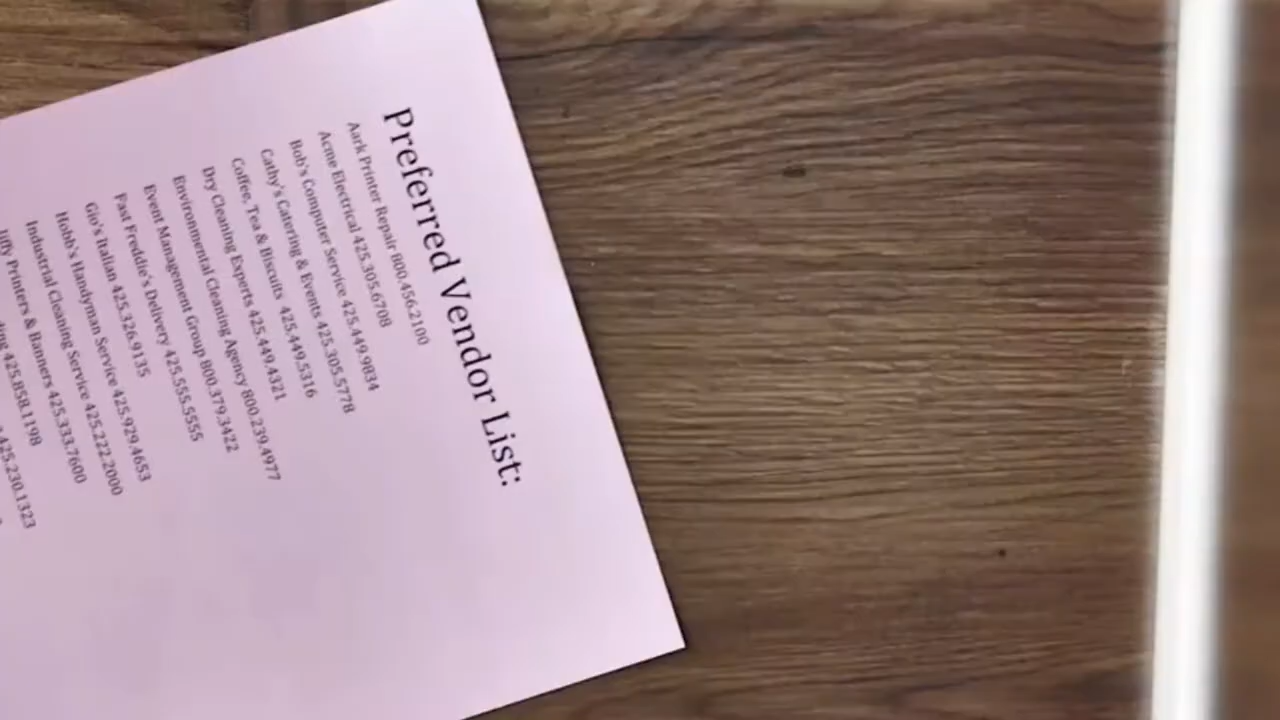 Preferred Vendor List:
Aark Printer Repair 800.456.2100
Acme Electrical 425.305.6708
Bob's Computer Service 425.449.9834
Cathy's Catering & Events 425.305.5778
Coffee, Tea & Biscuits 425.449.5316
Dry Cleaning Experts 425.449.4321
Environmental Cleaning Agency 800.239.4977
Event Management Group 800.379.3422
Fast Freddie's Delivery 425.555.5555
Gio's Italian 425.326.9135
Hobb's Handyman Service 425.929.4653
Industrial Cleaning Service 425.222.2000
Jiffy Printers & Banners 425.333.7600
425.858.1198
425.230.1323